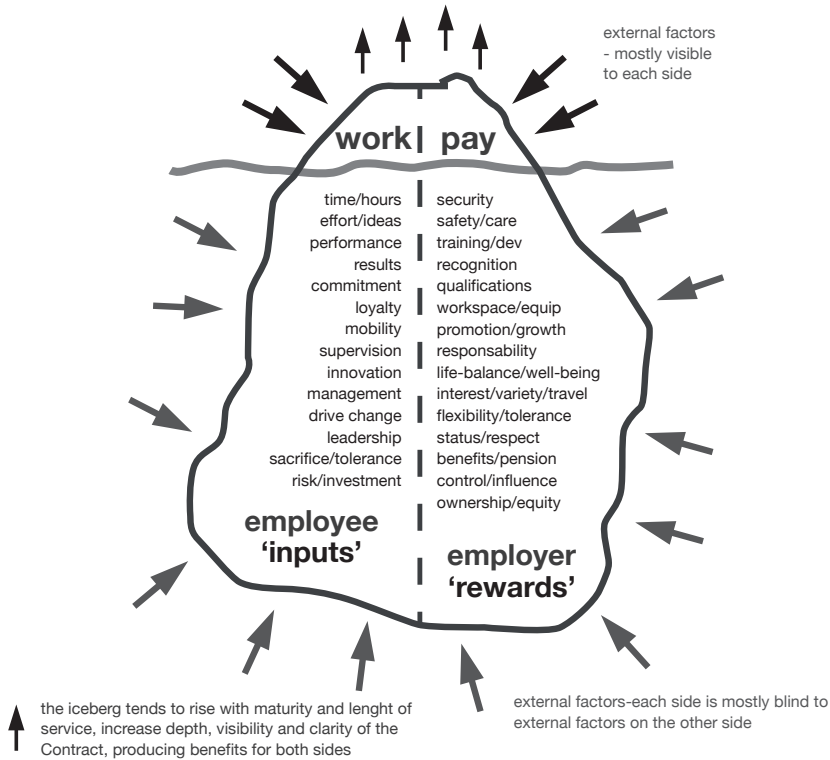 external factors
- mostly visible
to each side
work pay
time/hours
effort/ideas
performance
results
commitment
loyalty
mobility
supervision
innovation
management
drive change
leadership
sacrifice/tolerance
risk/investment
employee
‘inputs’
security
safety/care
training/dev
recognition
qualifications
workspace/equip
promotion/growth
responsability
life-balance/well-being
interest/variety/travel
flexibility/tolerance
status/respect
benefits/pension
control/influence
ownership/equity
employer
‘rewards’
the iceberg tends to rise with maturity and lenght of
service, increase depth, visibility and clarity of the
Contract, producing benefits for both sides
external factors-each side is mostly blind to
external factors on the other side